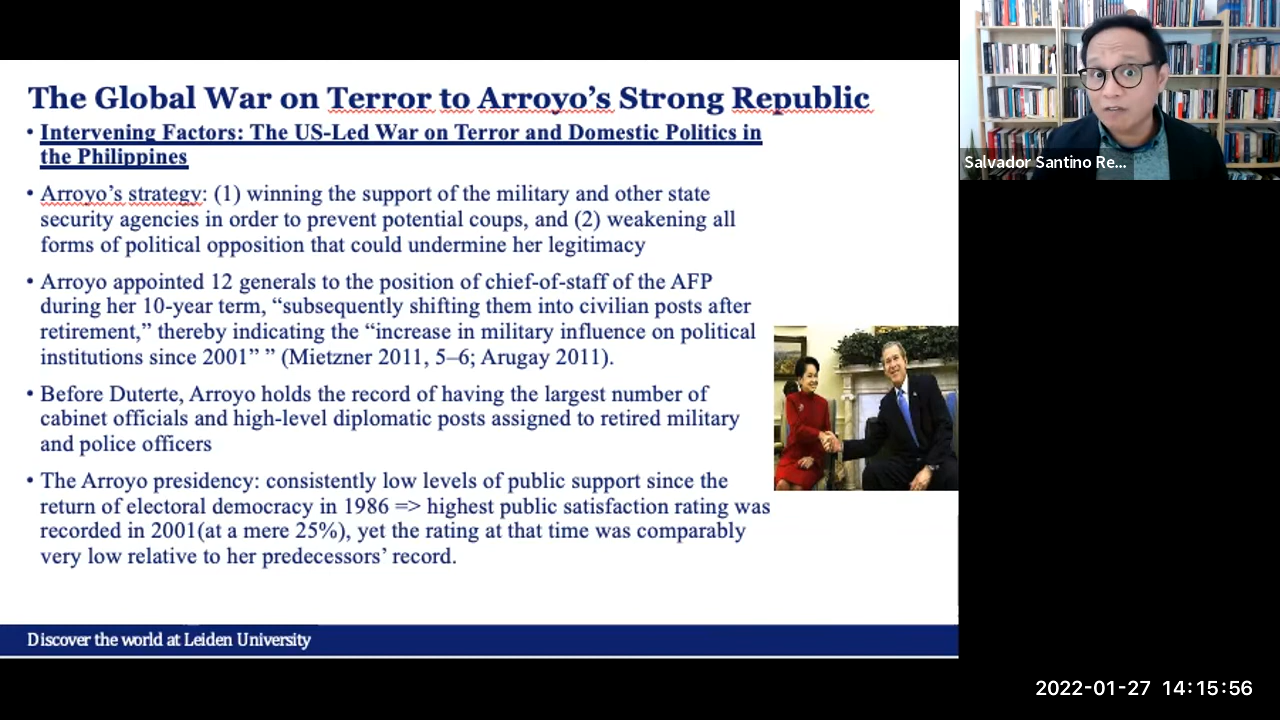 The Global War on Terror to Arroyo's Strong Republic
• Intervening Factors: The US-Led War on Terror and Domestic Politics in
the Philippines
• Arroyo's strategy: (1) winning the support of the military and other state
security agencies in order to prevent potential coups, and (2) weakening all
forms of political opposition that could undermine her legitimacy
• Arroyo appointed 12 generals to the position of chief-of-staff of the AFP
during her 10-year term, “subsequently shifting them into civilian posts after
retirement,” thereby indicating the “increase in military influence on political
institutions since 2001” ” (Mietzner 2011, 5–6; Arugay 2011).
• Before Duterte, Arroyo holds the record of having the largest number of
cabinet officials and high-level diplomatic posts assigned to retired military
and police officers
• The Arroyo presidency: consistently low levels of public support since the
return of electoral democracy in 1986 => highest public satisfaction rating was
recorded in 2001(at a mere 25%), yet the rating at that time was comparably
very low relative to her predecessors' record.
Discover the world at Leiden University
Salvador Santino Re...
2022-01-27 14:15:56